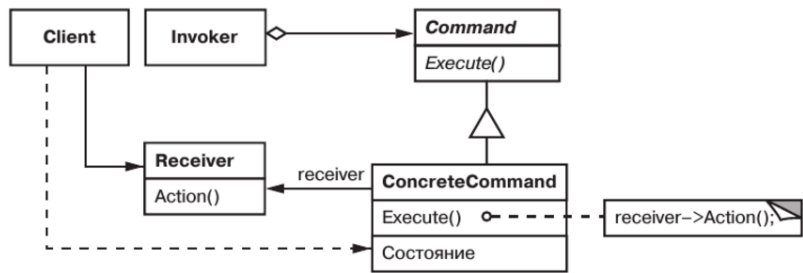 Client
Invoker
Command
Execute()
Receiver
Action()
receiver
ConcreteCommand
Execute()
receiver->Action();
Состояние